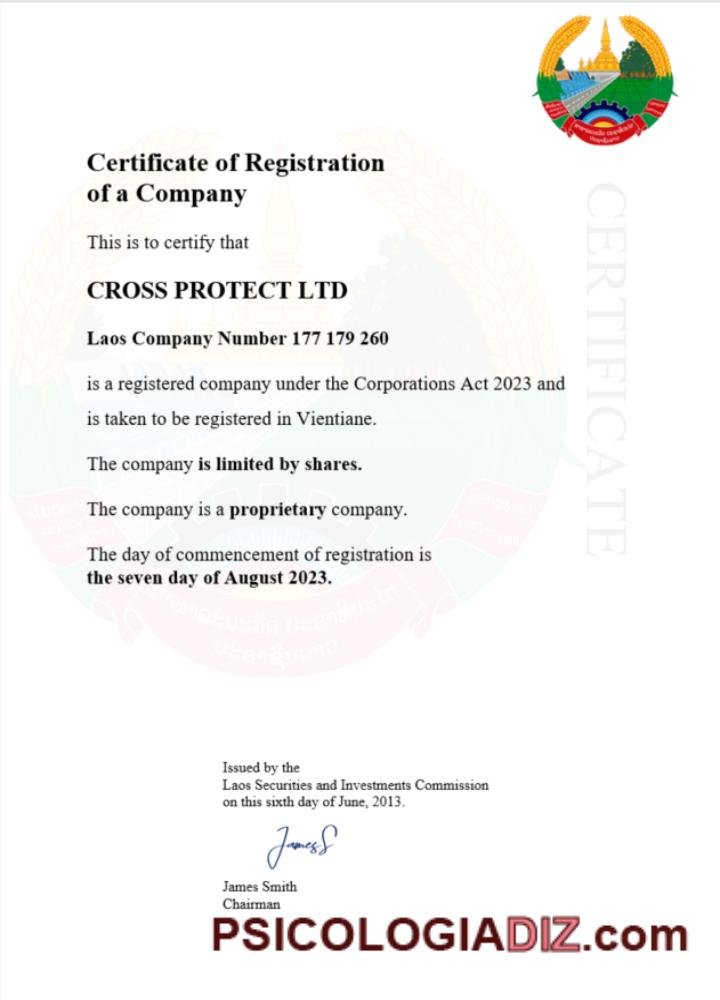 Certificate of Registration
of a Company
This is to certify that
CROSS PROTECT LTD
Laos Company Number 177 179 260
is a registered company under the Corporations Act 2023 and
is taken to be registered in Vientiane.
The company is limited by shares.
The company is a proprietary company.
The day of commencement of registration is
the seven day of August 2023.
CERTIFICATE
Issued by the
Laos Securities and Investments Commission
on this sixth day of June, 2013.
JamesS
James Smith
Chairman
PSICOLOGIADIZ.com